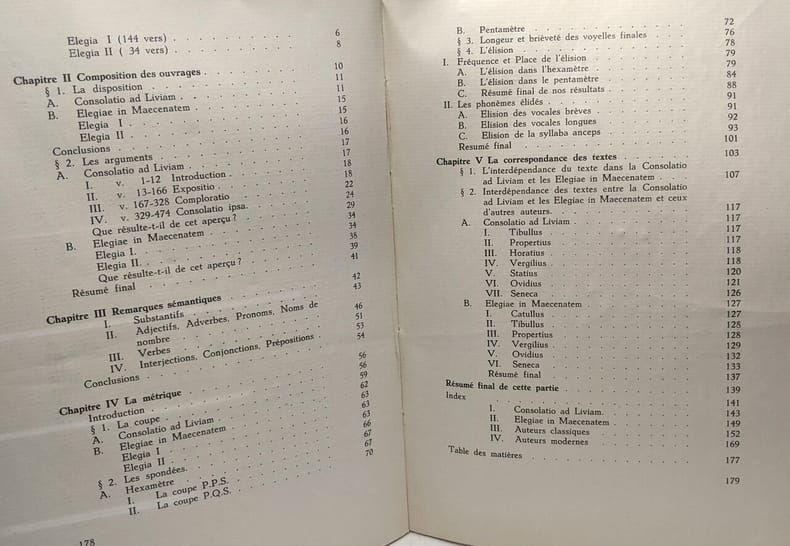 Elegia I (144 vers) 6
Elegia II ( 34 vers) 8
Chapitre II Composition des ouvrages 10
§ 1. La disposition 11
A. Consolatio ad Liviam 11
B. Elegiae in Maecenatem 15
Elegia I 15
Elegia II 16
Conclusions 16
§ 2. Les arguments 17
A. Consolatio ad Liviam 17
I. v. 1-12 Introduction 18
II. v. 13-166 Expositio 18
III. v. 167-328 Comploratio 22
IV. v. 329-474 Consolatio ipsa. 24
Que résulte-t-il de cet aperçu ? 29
B. Elegiae in Maecenatem 34
Elegia I. 34
Elegia II. 38
Que résulte-t-il de cet aperçu ? 39
Résumé final 41
Chapitre III Remarques sémantiques 42
I. Substantifs 43
II. Adjectifs, Adverbes, Pronoms, Noms de
nombre 46
III. Verbes 51
IV. Interjections, Conjonctions, Prépositions 53
Conclusions 54
Chapitre IV La métrique 56
Introduction 56
§ 1. La coupe 59
A. Consolatio ad Liviam 62
B. Elegiae in Maecenatem 63
Elegia I 63
Elegia II 63
§ 2. Les spondées. 66
A. Hexamètre 67
I. La coupe P.P.S. 67
II. La coupe P.Q.S. 70
178
B. Pentamètre 72
§ 3. Longeur et brièveté des voyelles finales 76
§ 4. L'élision 78
I. Fréquence et Place de l'élision 79
A. L'élision dans l'hexamètre 79
B. L'élision dans le pentamètre 84
C. Résumé final de nos résultats 88
II. Les phonèmes élidés 91
A. Elision des vocales brèves 91
B. Elision des vocales longues 92
C. Elision de la syllaba anceps 93
Resumé final 101
Chapitre V La correspondance des textes 103
§ 1. L'interdépendance du texte dans la Consolatio
ad Liviam et les Elegiae in Maecenatem 107
§ 2. Interdépendance des textes entre la Consolatio
ad Liviam et les Elegiae in Maecenatem et ceux
d'autres auteurs. 117
A. Consolatio ad Liviam 117
I. Tibullus 117
II. Propertius 117
III. Horatius 118
IV. Vergilius 118
V. Statius 120
VI. Ovidius 121
VII. Seneca 126
B. Elegiae in Maecenatem 127
I. Catullus 127
II. Tibullus 128
III. Propertius 128
IV. Vergilius 129
V. Ovidius 132
VI. Seneca 133
Résumé final 137
Résumé final de cette partie 139
Index 141
I. Consolatio ad Liviam. 143
II. Elegiae in Maecenatem 149
III. Auteurs classiques 152
IV. Auteurs modernes 169
Table des matières 177
179